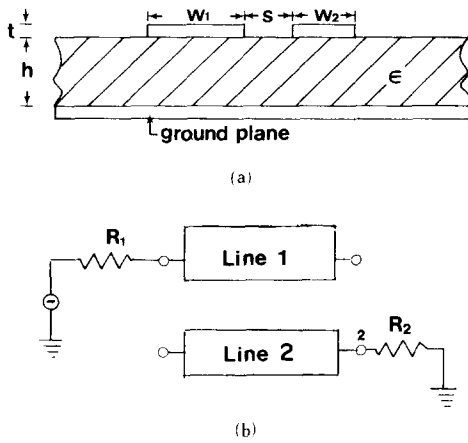 W₁ S W₂
t
h
ϵ
ground plane
(a)
R₁
Line 1
Line 2
2 R₂
(b)